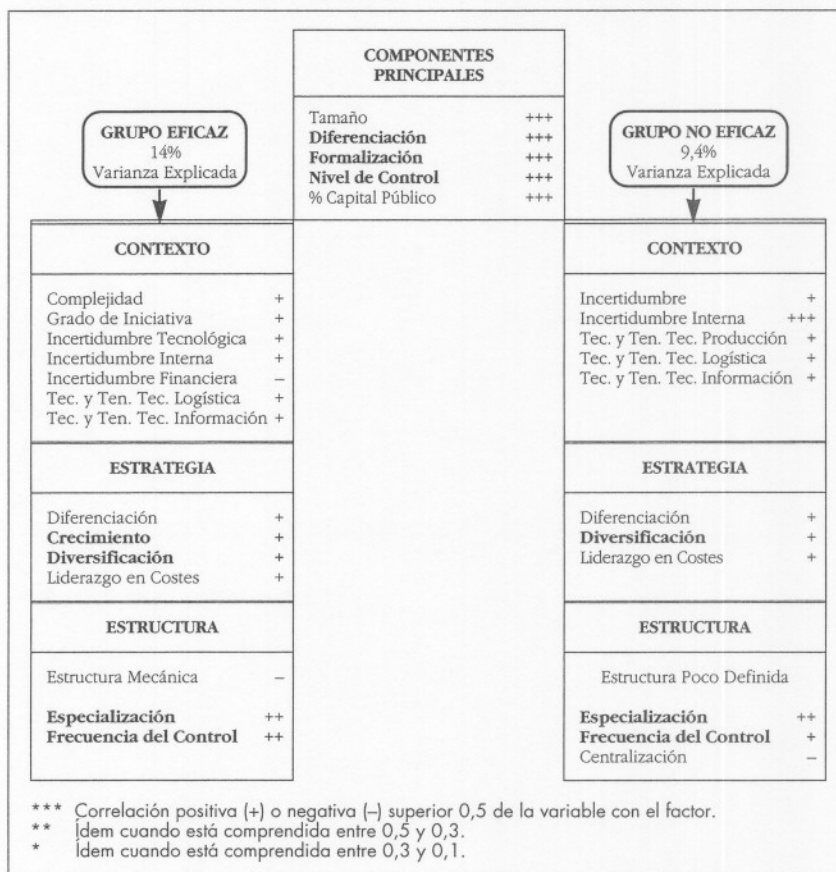 COMPONENTES
PRINCIPALES
Tamaño +++
Diferenciación +++
Formalización +++
Nivel de Control +++
% Capital Público +++
GRUPO EFICAZ
14%
Varianza Explicada
CONTEXTO
Complejidad +
Grado de Iniciativa +
Incertidumbre Tecnológica +
Incertidumbre Interna +
Incertidumbre Financiera –
Tec. y Ten. Tec. Logística +
Tec. y Ten. Tec. Información +
ESTRATEGIA
Diferenciación +
Crecimiento +
Diversificación +
Liderazgo en Costes +
ESTRUCTURA
Estructura Mecánica –
Especialización ++
Frecuencia del Control ++
GRUPO NO EFICAZ
9,4%
Varianza Explicada
CONTEXTO
Incertidumbre +
Incertidumbre Interna +++
Tec. y Ten. Tec. Producción +
Tec. y Ten. Tec. Logística +
Tec. y Ten. Tec. Información +
ESTRATEGIA
Diferenciación +
Diversificación +
Liderazgo en Costes +
ESTRUCTURA
Estructura Poco Definida
Especialización ++
Frecuencia del Control +
Centralización –
*** Correlación positiva (+) o negativa (–) superior 0,5 de la variable con el factor.
** Ídem cuando está comprendida entre 0,5 y 0,3.
* Ídem cuando está comprendida entre 0,3 y 0,1.